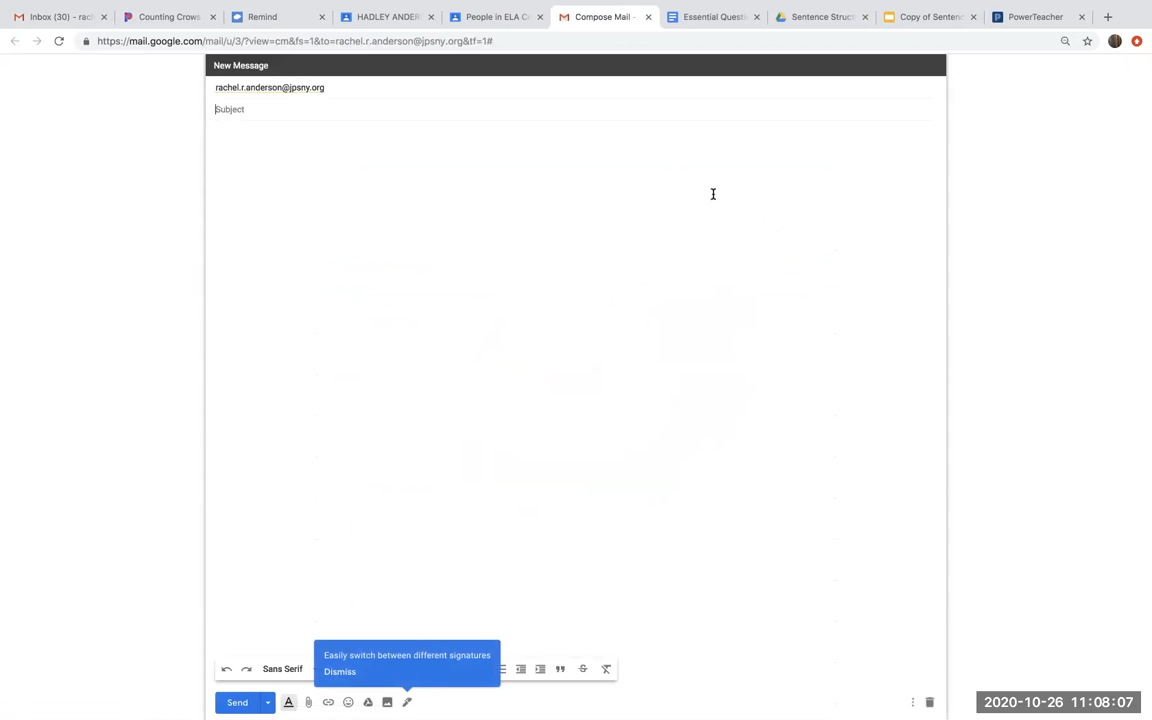 Inbox (30) - rach
Counting Crows
Remind
HADLEY ANDER
People in ELA C
Compose Mail -
Essential Questi
Sentence Struct
Copy of Sentenc
PowerTeacher
https://mail.google.com/mail/u/3/?view=cm&fs=1&to=rachel.r.anderson@jpsny.org&tf=1#
New Message
rachel.r.anderson@jpsny.org
Subject
Easily switch between different signatures
Dismiss
Sans Serif
Send
2020-10-26 11:08:07